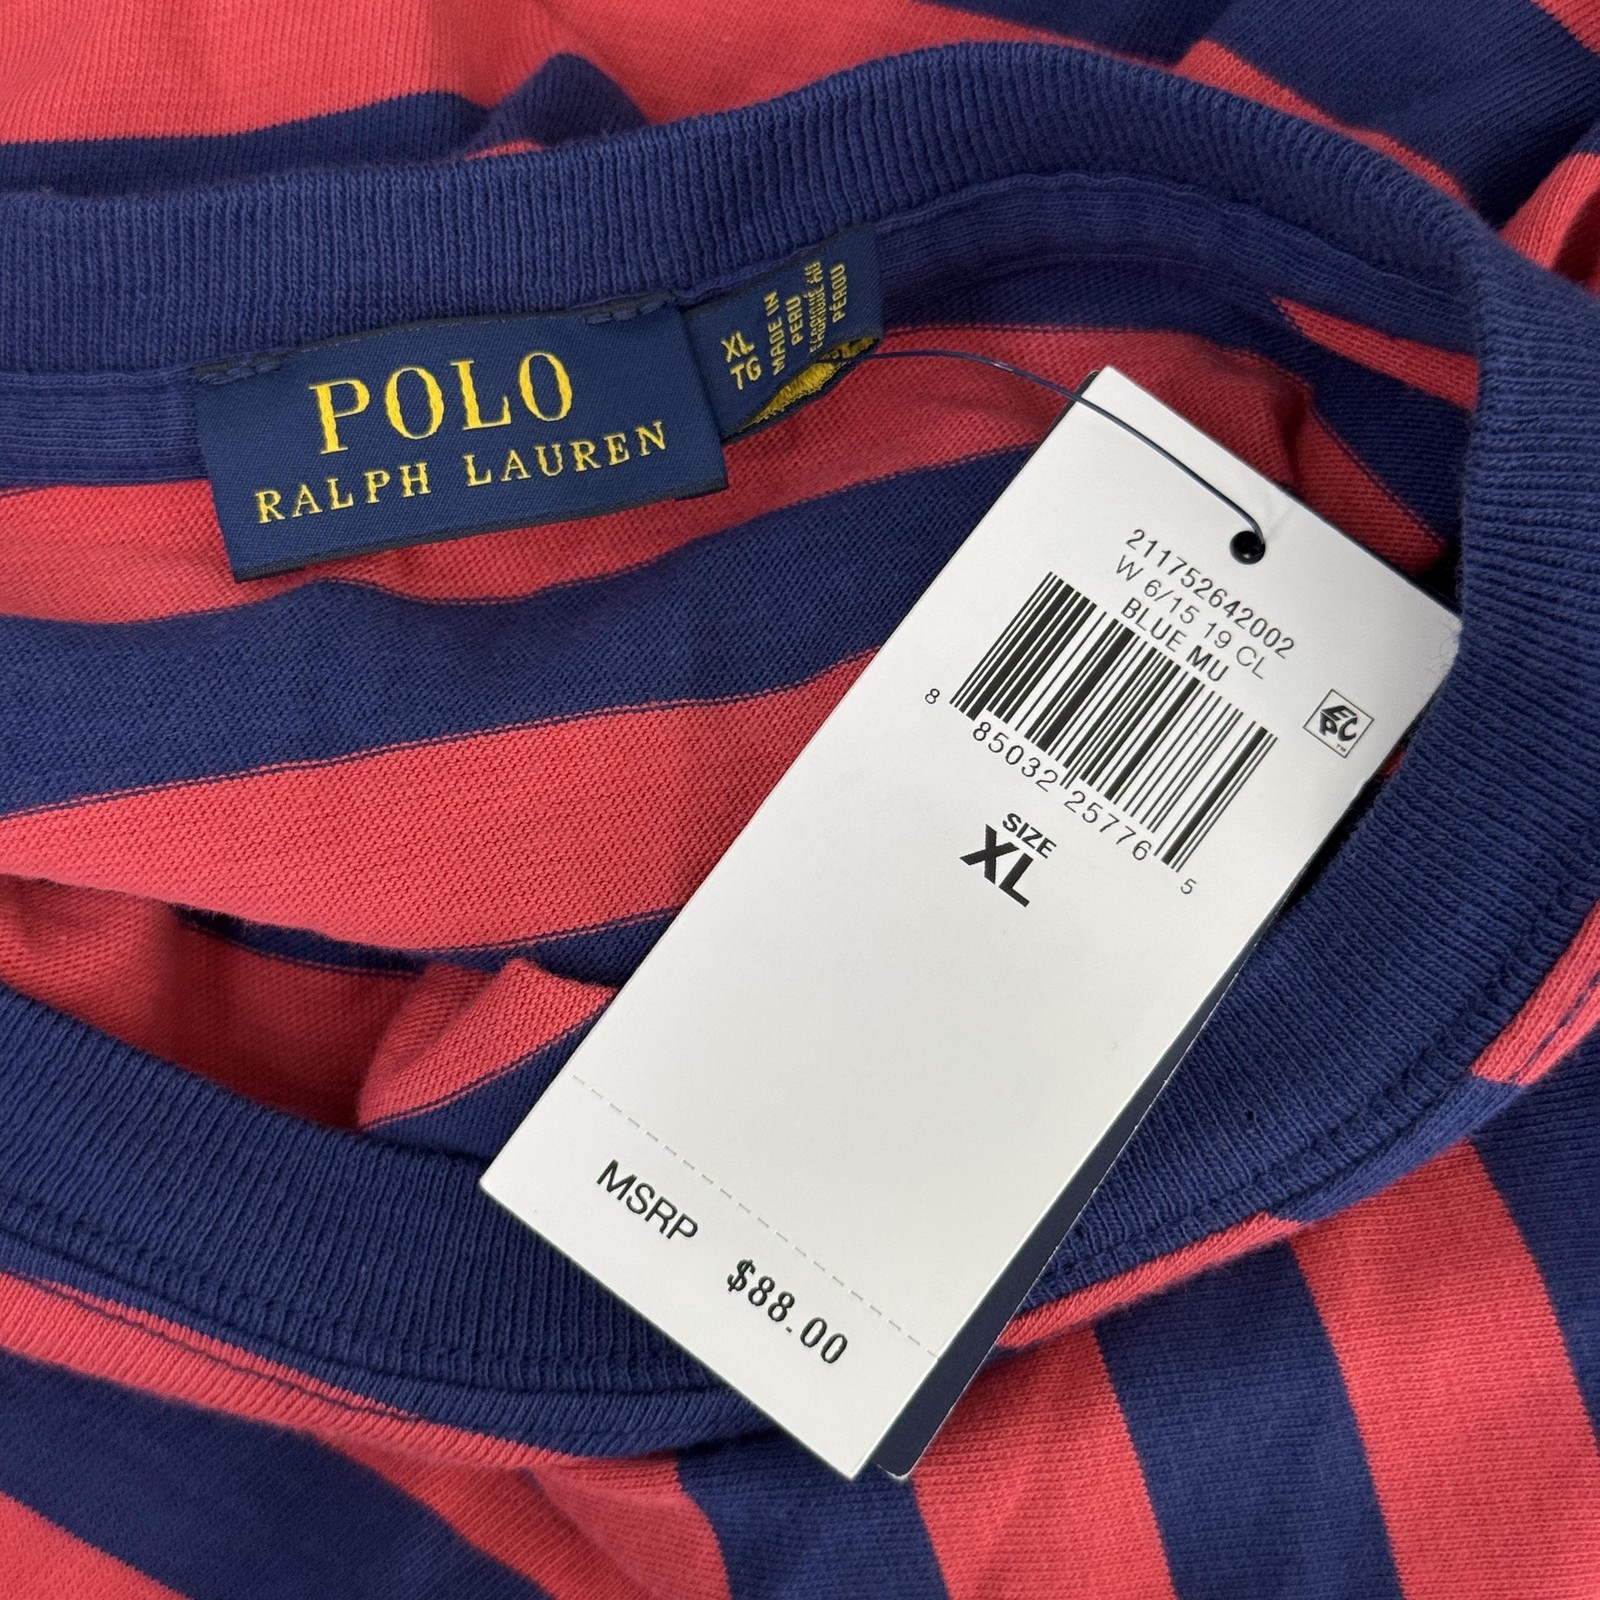 POLO
RALPH LAUREN
XL
TG
MADE IN
PERU
FABRIQUÉ AU
PÉROU
211752642002
W 6/15 19 CL
BLUE MU
8 85032 25776 5
EPC
SIZE
XL
MSRP $88.00